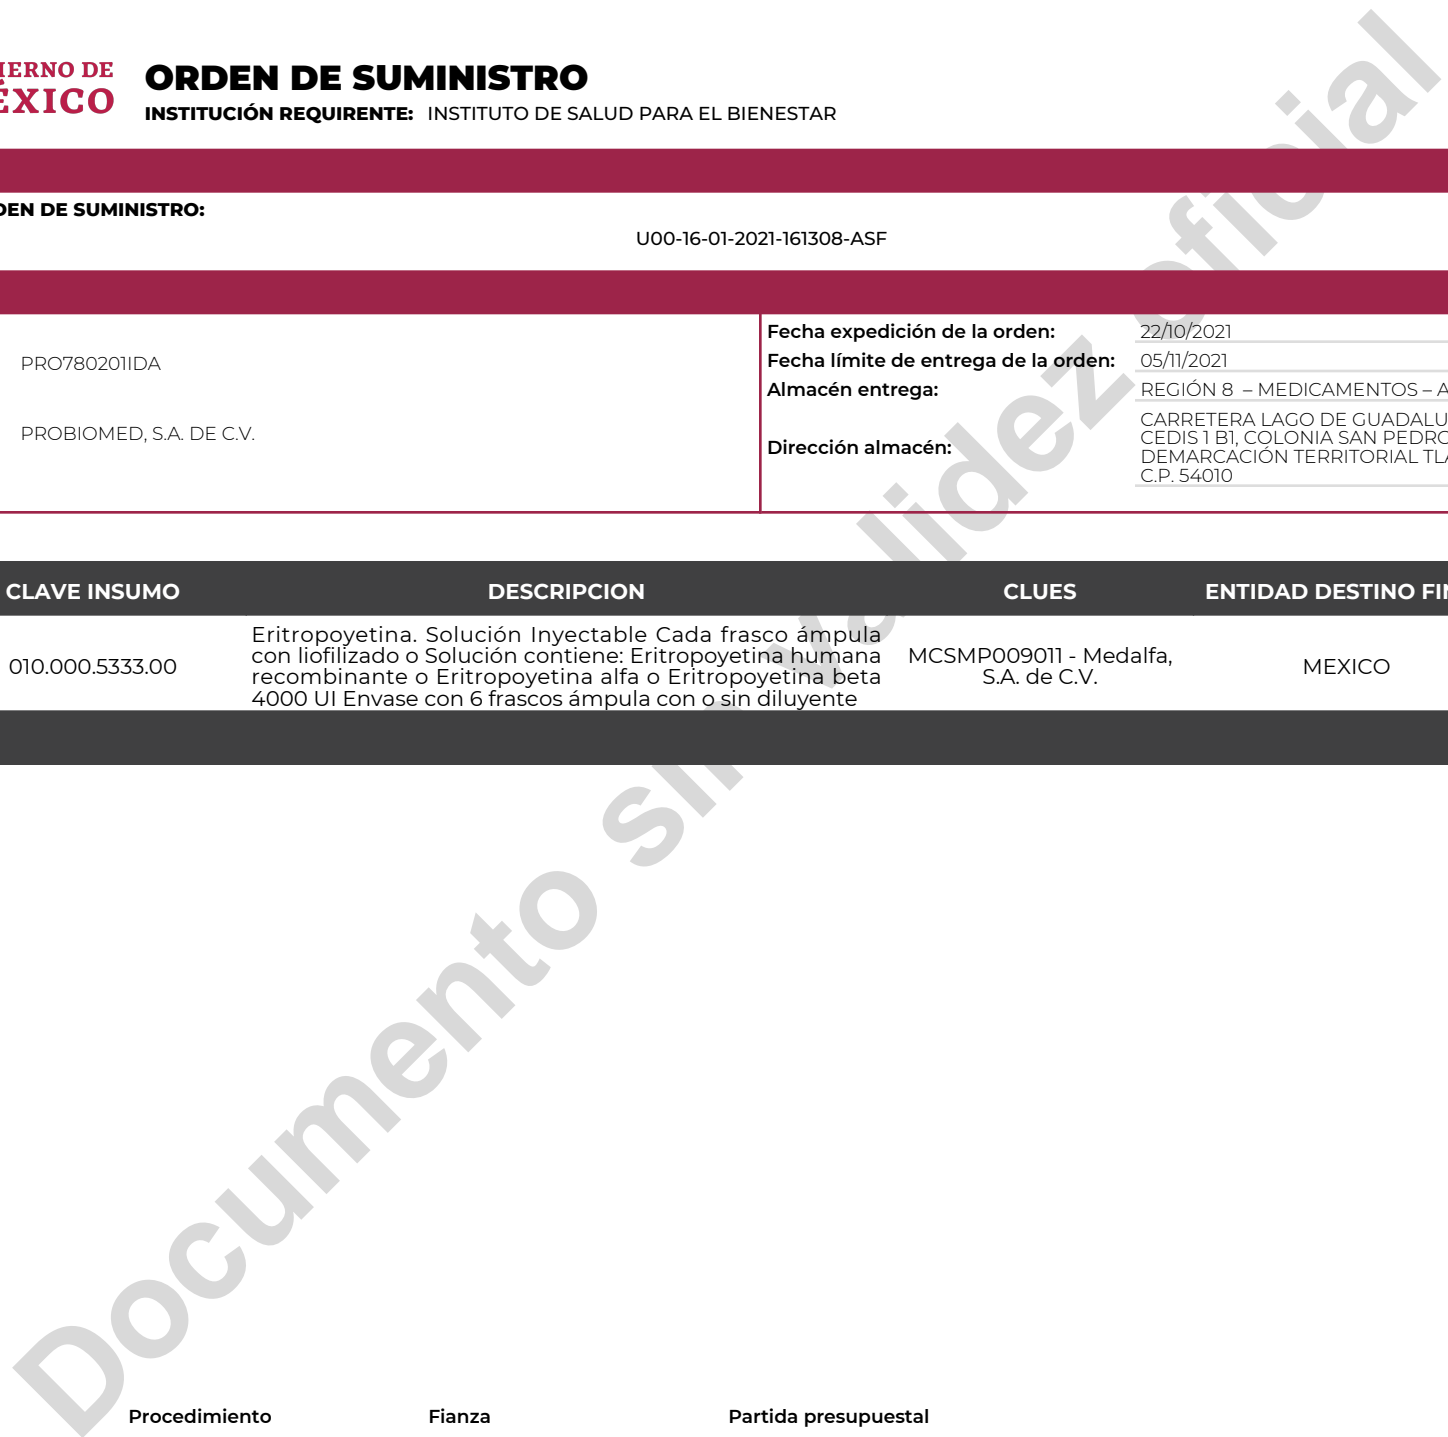 IERNO DE
ÉXICO
ORDEN DE SUMINISTRO
INSTITUCIÓN REQUIRENTE: INSTITUTO DE SALUD PARA EL BIENESTAR
DEN DE SUMINISTRO:
U00-16-01-2021-161308-ASF
PRO780201IDA
PROBIOMED, S.A. DE C.V.
Fecha expedición de la orden: 22/10/2021
Fecha límite de entrega de la orden: 05/11/2021
Almacén entrega: REGIÓN 8 – MEDICAMENTOS – A
Dirección almacén:
CARRETERA LAGO DE GUADALU
CEDIS 1 B1, COLONIA SAN PEDRO
DEMARCACIÓN TERRITORIAL TLA
C.P. 54010
CLAVE INSUMO DESCRIPCION CLUES ENTIDAD DESTINO FIN
010.000.5333.00
Eritropoyetina. Solución Inyectable Cada frasco ámpula
con liofilizado o Solución contiene: Eritropoyetina humana
recombinante o Eritropoyetina alfa o Eritropoyetina beta
4000 UI Envase con 6 frascos ámpula con o sin diluyente
MCSMP009011 - Medalfa,
S.A. de C.V.
MEXICO
Documento sin validez oficial
Procedimiento Fianza Partida presupuestal